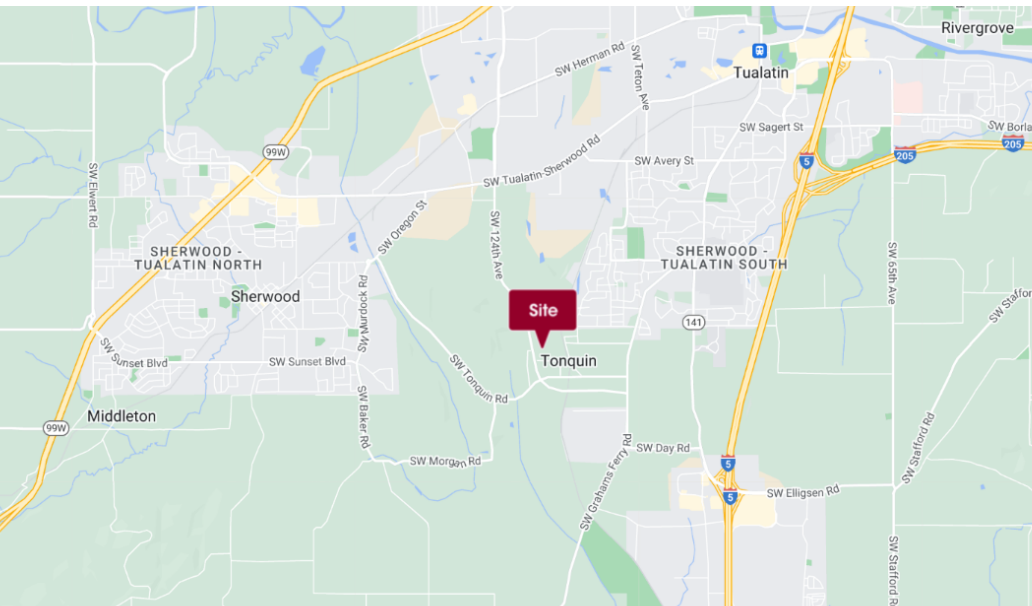 Rivergrove
SW Herman Rd
SW Teton Ave
Tualatin
SW Sagert St
SW Borla
205
99W
5
205
SW Tualatin-Sherwood Rd
SW Avery St
SW Elwert Rd
SW Oregon St
SW 124th Ave
SHERWOOD -
TUALATIN NORTH
SHERWOOD -
TUALATIN SOUTH
SW 65th Ave
Sherwood
SW Murdock Rd
Site
141
SW Staffor
SW Sunset Blvd
SW Sunset Blvd
Tonquin
SW Tonquin Rd
Middleton
99W
SW Baker Rd
SW Stafford Rd
SW Morgan Rd
SW Grahams Ferry Rd
SW Day Rd
5
5
SW Elligsen Rd
SW Stafford R